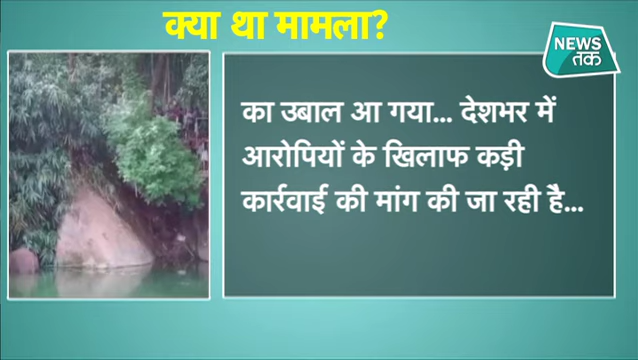 क्या था मामला?
NEWS
तक
का उबाल आ गया... देशभर में
आरोपियों के खिलाफ कड़ी
कार्रवाई की मांग की जा रही है...